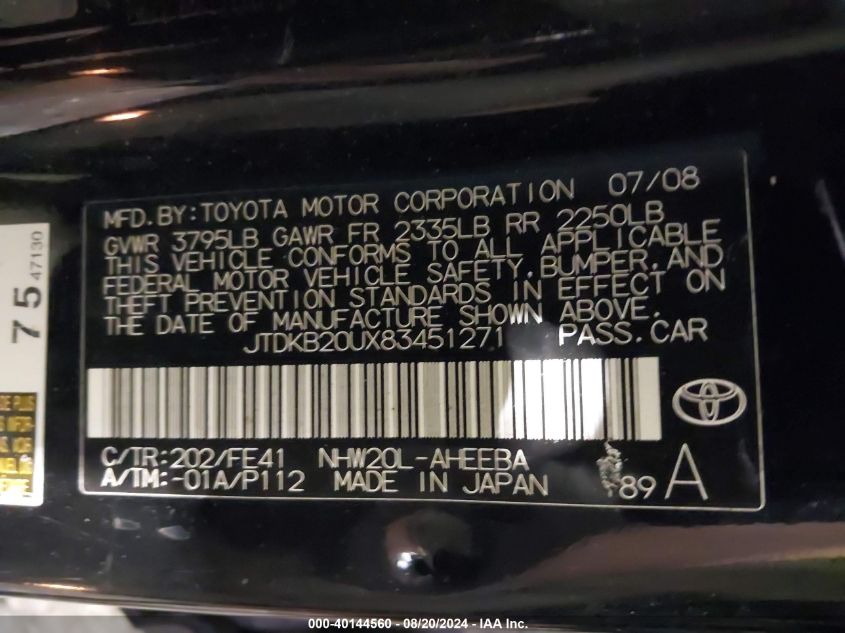 MFD. BY: TOYOTA MOTOR CORPORATION 07/08
GVWR 3795LB GAWR FR 2335LB RR 2250LB
THIS VEHICLE CONFORMS TO ALL APPLICABLE
FEDERAL MOTOR VEHICLE SAFETY, BUMPER, AND
THEFT PREVENTION STANDARDS IN EFFECT ON
THE DATE OF MANUFACTURE SHOWN ABOVE.
JTDKB20UX83451271 PASS. CAR
C/TR: 202/FE41 NHW20L-AHEEBA
A/TM: -01A/P112 MADE IN JAPAN 89 A
75 47130
000-40144560 - 08/20/2024 - IAA Inc.